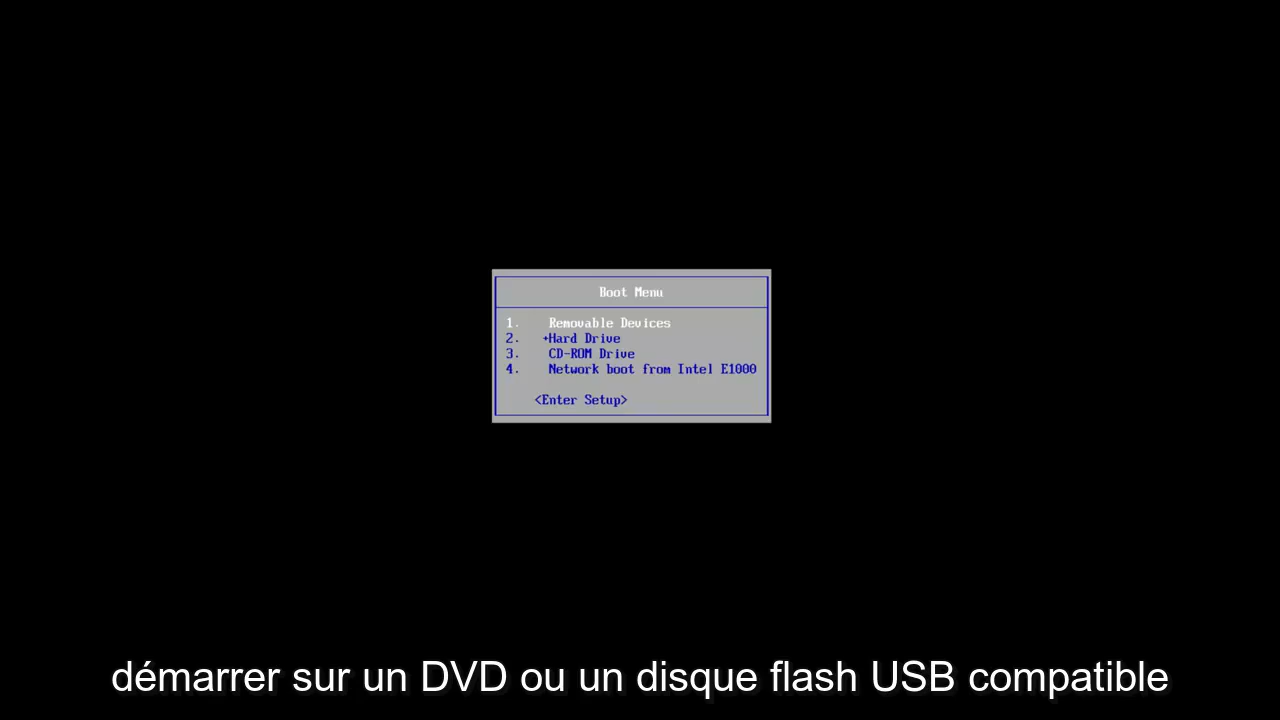 Boot Menu
1. Removable Devices
2. +Hard Drive
3. CD-ROM Drive
4. Network boot from Intel E1000
<Enter Setup>
démarrer sur un DVD ou un disque flash USB compatible